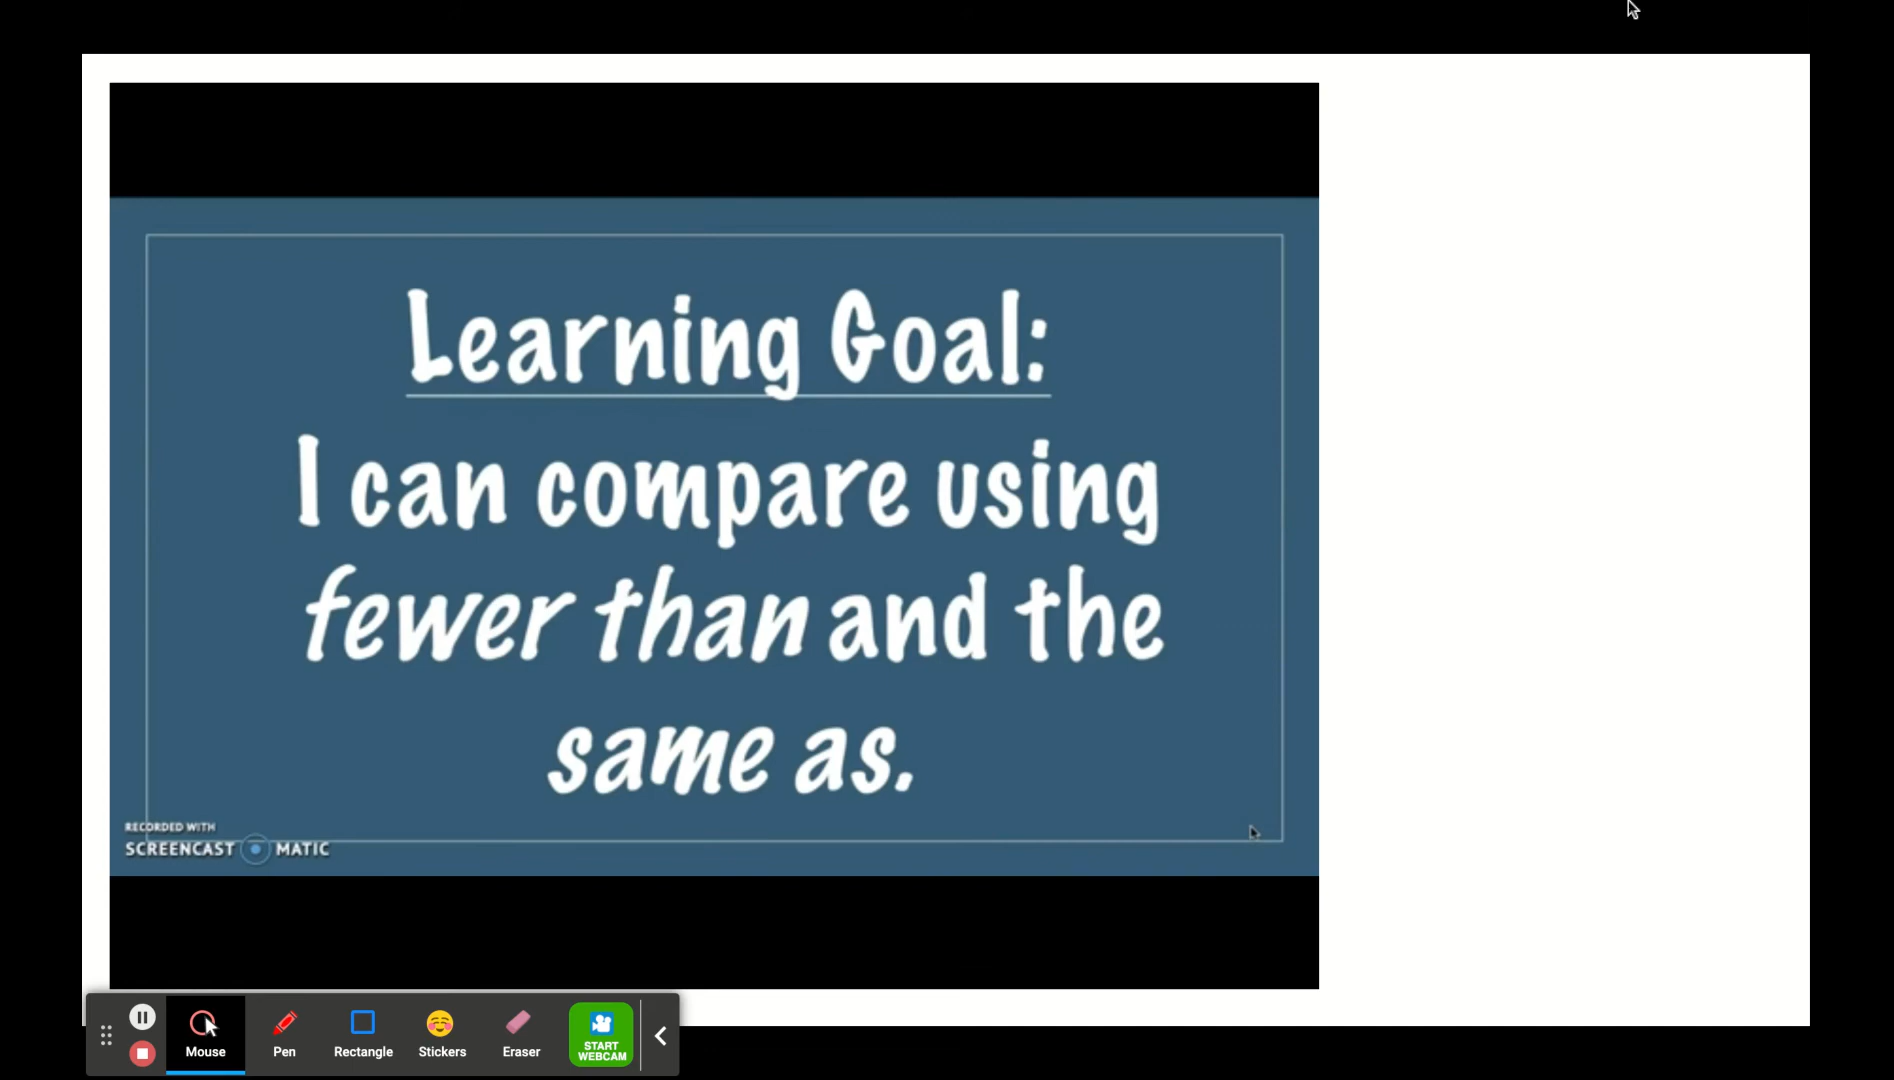 Learning Goal:
I can compare using
fewer than and the
same as.
RECORDED WITH
SCREENCAST MATIC
Mouse
Pen
Rectangle
Stickers
Eraser
START
WEBCAM